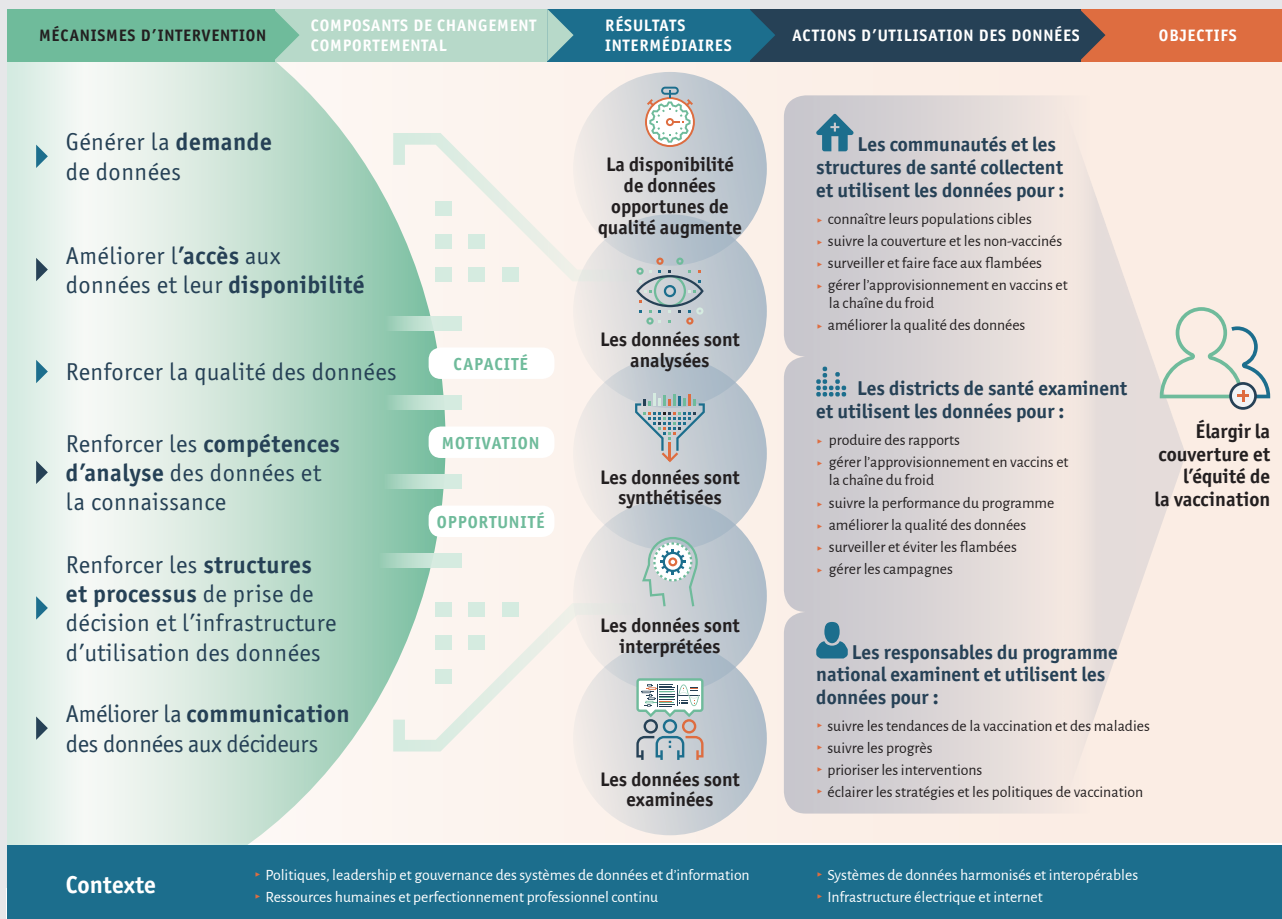 MÉCANISMES D'INTERVENTION
COMPOSANTS DE CHANGEMENT
COMPORTEMENTAL
RÉSULTATS
INTERMÉDIAIRES
ACTIONS D'UTILISATION DES DONNÉES
OBJECTIFS
Générer la demande
de données
Améliorer l'accès aux
données et leur disponibilité
Renforcer la qualité des données
Renforcer les compétences
d'analyse des données et
la connaissance
Renforcer les structures
et processus de prise de
décision et l'infrastructure
d'utilisation des données
Améliorer la communication
des données aux décideurs
CAPACITÉ
MOTIVATION
OPPORTUNITÉ
La disponibilité
de données
opportunes de
qualité augmente
Les données sont
analysées
Les données sont
synthétisées
Les données sont
interprétées
Les données sont
examinées
Les communautés et les
structures de santé collectent
et utilisent les données pour :
connaître leurs populations cibles
suivre la couverture et les non-vaccinés
surveiller et faire face aux flambées
gérer l'approvisionnement en vaccins et
la chaîne du froid
améliorer la qualité des données
Les districts de santé examinent
et utilisent les données pour :
produire des rapports
gérer l'approvisionnement en vaccins et
la chaîne du froid
suivre la performance du programme
améliorer la qualité des données
surveiller et éviter les flambées
gérer les campagnes
Les responsables du programme
national examinent et utilisent les
données pour :
suivre les tendances de la vaccination et des maladies
suivre les progrès
prioriser les interventions
éclairer les stratégies et les politiques de vaccination
Élargir la
couverture et
l'équité de
la vaccination
Contexte
Politiques, leadership et gouvernance des systèmes de données et d'information
Ressources humaines et perfectionnement professionnel continu
Systèmes de données harmonisés et interopérables
Infrastructure électrique et internet